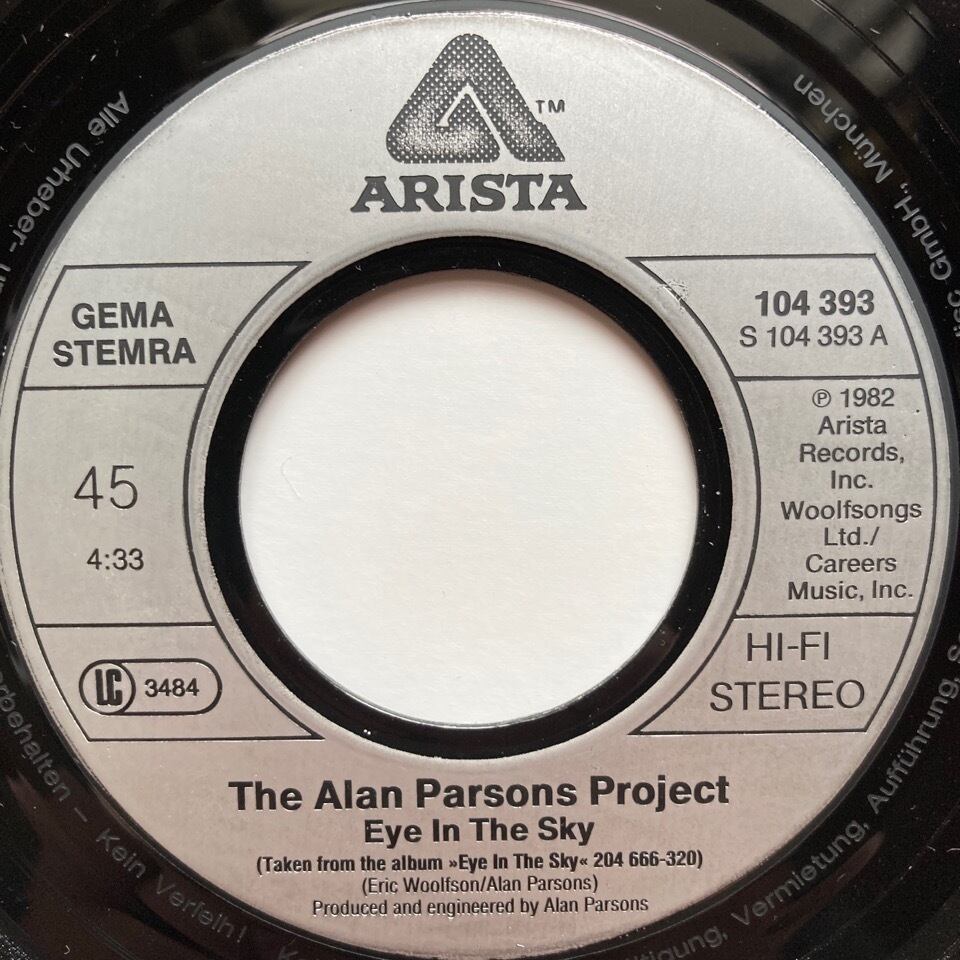 TM
ARISTA
GEMA
STEMRA
45
4:33
LC 3484
104 393
S 104 393 A
℗ 1982
Arista
Records,
Inc.
Woolfsongs
Ltd./
Careers
Music, Inc.
HI-FI
STEREO
The Alan Parsons Project
Eye In The Sky
(Taken from the album »Eye In The Sky« 204 666-320)
(Eric Woolfson/Alan Parsons)
Produced and engineered by Alan Parsons
Alle Urheber-
GmbH., München
Kein Verleih!
Vermietung, Aufführung,